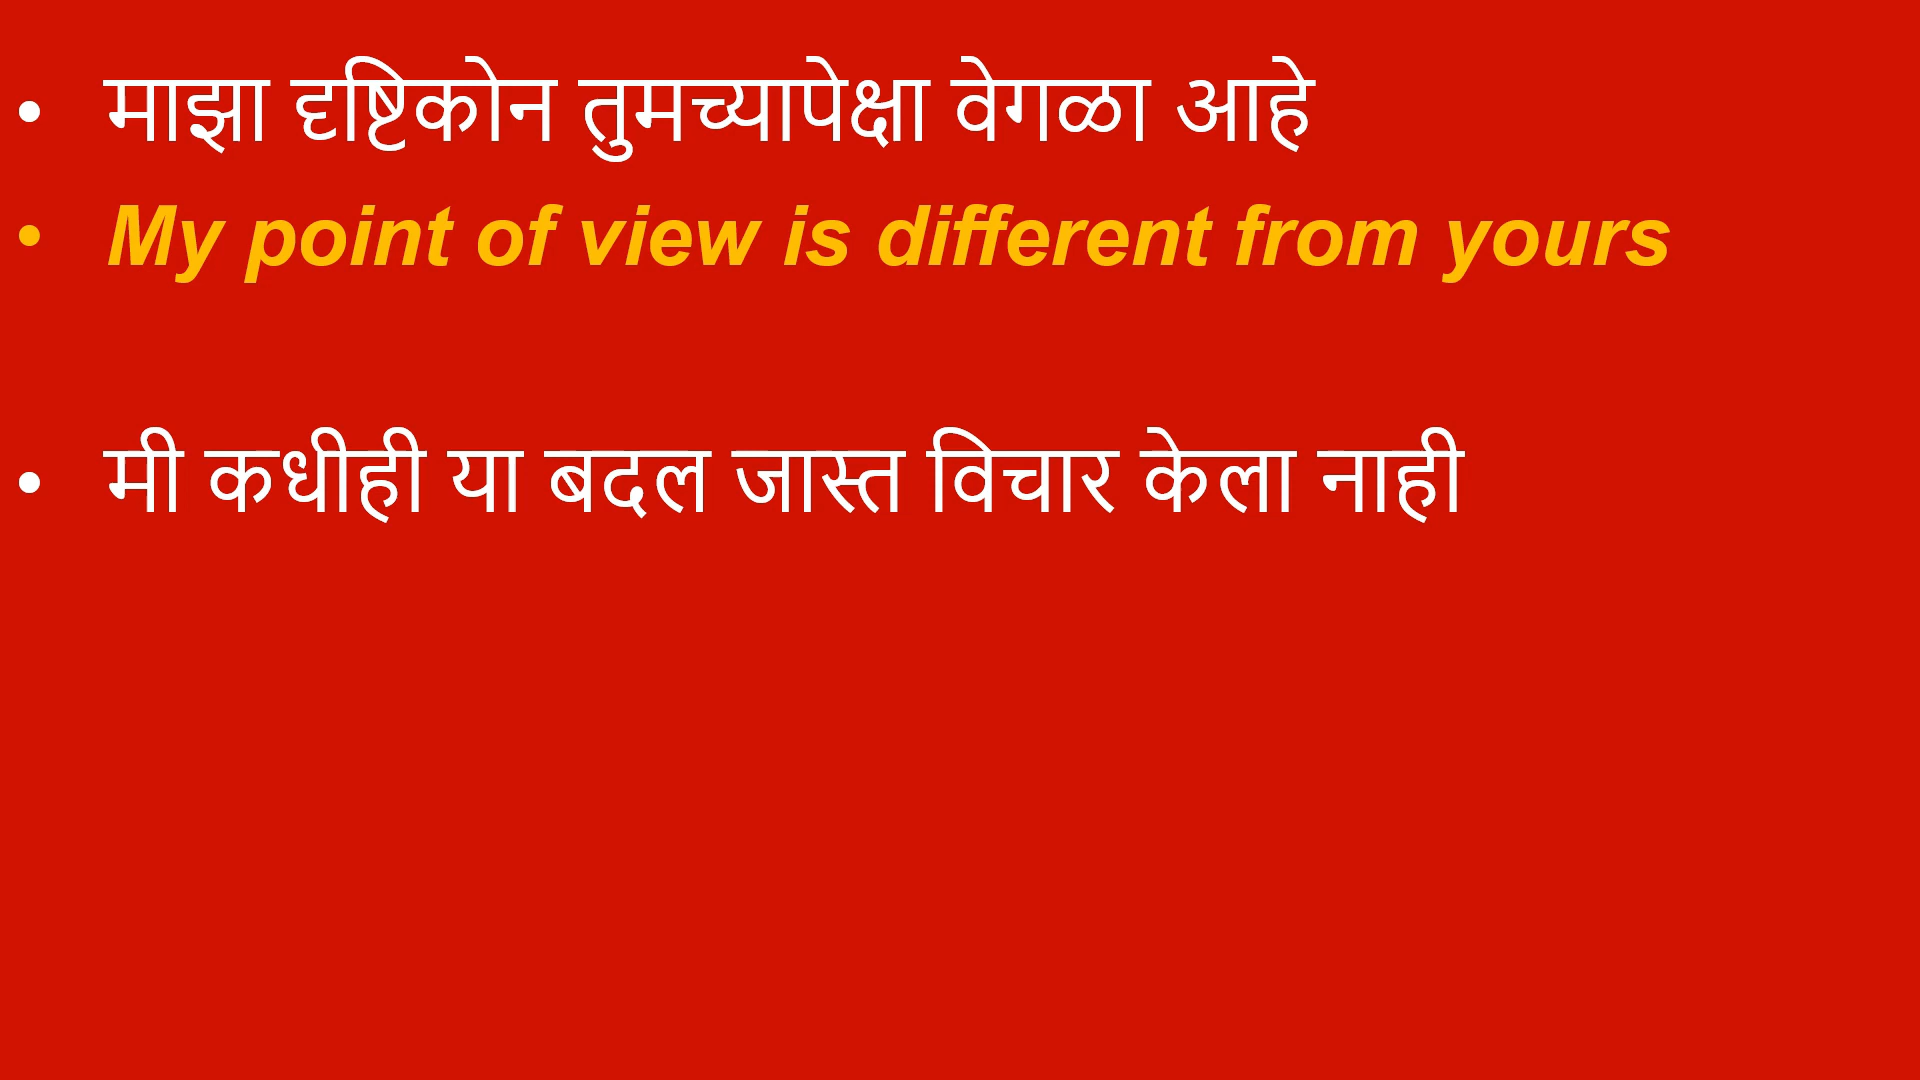 • माझा दृष्टिकोन तुमच्यापेक्षा वेगळा आहे
• My point of view is different from yours
• मी कधीही या बदल जास्त विचार केला नाही